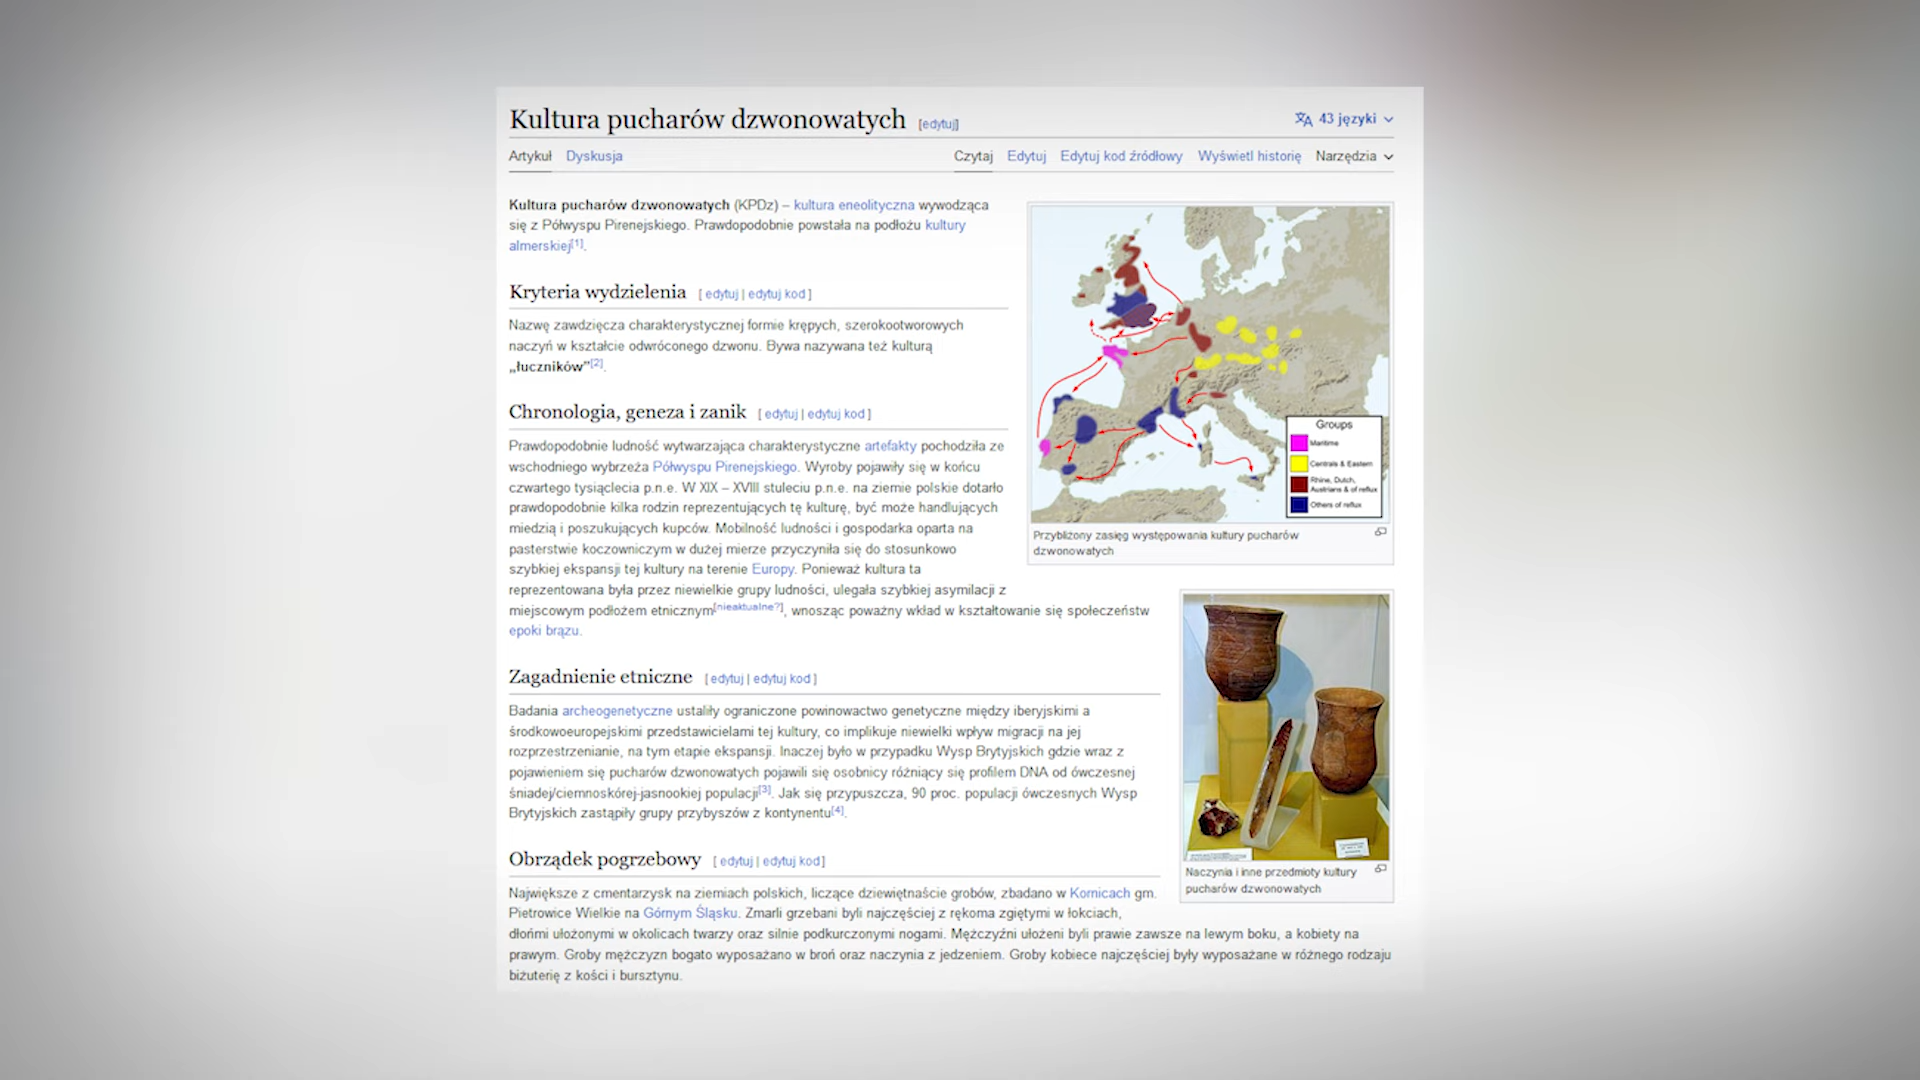 Kultura pucharów dzwonowatych [edytuj]
43 języki
Artykuł Dyskusja
Czytaj Edytuj Edytuj kod źródłowy Wyświetl historię Narzędzia
Kultura pucharów dzwonowatych (KPDz) – kultura eneolityczna wywodząca
się z Półwyspu Pirenejskiego. Prawdopodobnie powstała na podłożu kultury
almerskiej[1].
Kryteria wydzielenia [ edytuj | edytuj kod ]
Nazwę zawdzięcza charakterystycznej formie krępych, szerokootworowych
naczyń w kształcie odwróconego dzwonu. Bywa nazywana też kulturą
„łuczników”[2].
Chronologia, geneza i zanik [ edytuj | edytuj kod ]
Prawdopodobnie ludność wytwarzająca charakterystyczne artefakty pochodziła ze
wschodniego wybrzeża Półwyspu Pirenejskiego. Wyroby pojawiły się w końcu
czwartego tysiąclecia p.n.e. W XIX – XVIII stuleciu p.n.e. na ziemie polskie dotarło
prawdopodobnie kilka rodzin reprezentujących tę kulturę, być może handlujących
miedzią i poszukujących kupców. Mobilność ludności i gospodarka oparta na
pasterstwie koczowniczym w dużej mierze przyczyniła się do stosunkowo
szybkiej ekspansji tej kultury na terenie Europy. Ponieważ kultura ta
reprezentowana była przez niewielkie grupy ludności, ulegała szybkiej asymilacji z
miejscowym podłożem etnicznym[nieaktualne?], wnosząc poważny wkład w kształtowanie się społeczeństw
epoki brązu.
Zagadnienie etniczne [ edytuj | edytuj kod ]
Badania archeogenetyczne ustaliły ograniczone powinowactwo genetyczne między iberyjskimi a
środkowoeuropejskimi przedstawicielami tej kultury, co implikuje niewielki wpływ migracji na jej
rozprzestrzenianie, na tym etapie ekspansji. Inaczej było w przypadku Wysp Brytyjskich gdzie wraz z
pojawieniem się pucharów dzwonowatych pojawili się osobnicy różniący się profilem DNA od ówczesnej
śniadej/ciemnoskórej-jasnookiej populacji[3]. Jak się przypuszcza, 90 proc. populacji ówczesnych Wysp
Brytyjskich zastąpiły grupy przybyszów z kontynentu[4].
Obrządek pogrzebowy [ edytuj | edytuj kod ]
Największe z cmentarzysk na ziemiach polskich, liczące dziewiętnaście grobów, zbadano w Kornicach gm.
Pietrowice Wielkie na Górnym Śląsku. Zmarli grzebani byli najczęściej z rękoma zgiętymi w łokciach,
dłońmi ułożonymi w okolicach twarzy oraz silnie podkurczonymi nogami. Mężczyźni ułożeni byli prawie zawsze na lewym boku, a kobiety na
prawym. Groby mężczyzn bogato wyposażano w broń oraz naczynia z jedzeniem. Groby kobiece najczęściej były wyposażane w różnego rodzaju
biżuterię z kości i bursztynu.
Groups
Maritime
Centrals & Eastern
Rhine, Dutch,
Austrians & of reflux
Others of reflux
Przybliżony zasięg występowania kultury pucharów
dzwonowatych
Naczynia i inne przedmioty kultury
pucharów dzwonowatych